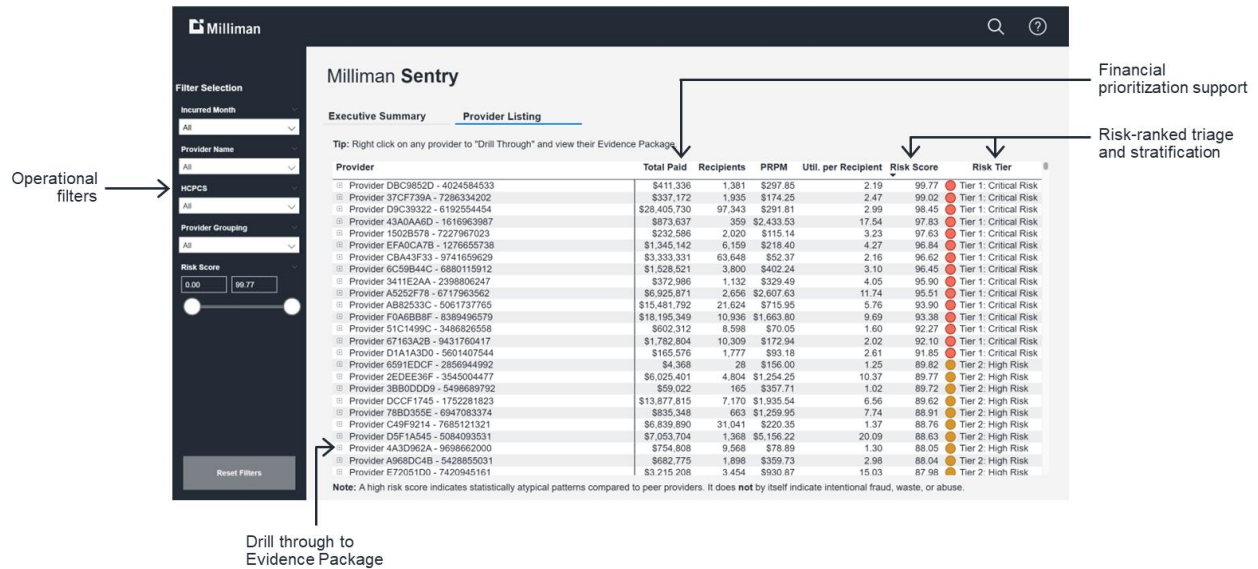 Milliman
Filter Selection
Incurred Month
All
Provider Name
All
HCPCS
All
Provider Grouping
All
Risk Score
0.00 99.77
Reset Filters
Operational
filters
Milliman Sentry
Executive Summary Provider Listing
Tip: Right click on any provider to "Drill Through" and view their Evidence Package.
Provider Total Paid Recipients PRPM Util. per Recipient Risk Score Risk Tier
Provider DBC9852D - 4024584533 $411,336 1,381 $297.85 2.19 99.77 Tier 1: Critical Risk
Provider 37CF739A - 7286334202 $337,172 1,935 $174.25 2.47 99.02 Tier 1: Critical Risk
Provider D9C39322 - 6192554454 $28,405,730 97,343 $291.81 2.99 98.45 Tier 1: Critical Risk
Provider 43A0AA6D - 1616963987 $873,637 359 $2,433.53 17.54 97.83 Tier 1: Critical Risk
Provider 1502B578 - 7227967023 $232,586 2,020 $115.14 3.23 97.63 Tier 1: Critical Risk
Provider EFA0CA7B - 1276655738 $1,345,142 6,159 $218.40 4.27 96.84 Tier 1: Critical Risk
Provider CBA43F33 - 9741659629 $3,333,331 63,648 $52.37 2.16 96.62 Tier 1: Critical Risk
Provider 6C59B44C - 6880115912 $1,528,521 3,800 $402.24 3.10 96.45 Tier 1: Critical Risk
Provider 3411E2AA - 2398806247 $372,986 1,132 $329.49 4.05 95.90 Tier 1: Critical Risk
Provider A5252F78 - 6717963562 $6,925,871 2,656 $2,607.63 11.74 95.51 Tier 1: Critical Risk
Provider AB82533C - 5061737765 $15,481,792 21,624 $715.95 5.76 93.90 Tier 1: Critical Risk
Provider F0A6BB8F - 8389496579 $18,195,349 10,936 $1,663.80 9.69 93.38 Tier 1: Critical Risk
Provider 51C1499C - 3486826558 $602,312 8,598 $70.05 1.60 92.27 Tier 1: Critical Risk
Provider 67163A2B - 9431760417 $1,782,804 10,309 $172.94 2.02 92.10 Tier 1: Critical Risk
Provider D1A1A3D0 - 5601407544 $165,576 1,777 $93.18 2.61 91.85 Tier 1: Critical Risk
Provider 6591EDCF - 2856944992 $4,368 28 $156.00 1.25 89.82 Tier 2: High Risk
Provider 2EDEE36F - 3545004477 $6,025,401 4,804 $1,254.25 10.37 89.77 Tier 2: High Risk
Provider 3BB0DDD9 - 5498689792 $59,022 165 $357.71 1.02 89.72 Tier 2: High Risk
Provider DCCF1745 - 1752281823 $13,877,815 7,170 $1,935.54 6.56 89.62 Tier 2: High Risk
Provider 78BD355E - 6947083374 $835,348 663 $1,259.95 7.74 88.91 Tier 2: High Risk
Provider C49F9214 - 7685121321 $6,839,890 31,041 $220.35 1.37 88.76 Tier 2: High Risk
Provider D5F1A545 - 5084093531 $7,053,704 1,368 $5,156.22 20.09 88.63 Tier 2: High Risk
Provider 4A3D962A - 9698662000 $754,808 9,568 $78.89 1.30 88.05 Tier 2: High Risk
Provider A968DC4B - 5428855031 $682,775 1,898 $359.73 2.98 88.04 Tier 2: High Risk
Provider E72051D0 - 7420945161 $3,215,208 3,454 $930.87 15.03 87.98 Tier 2: High Risk
Note: A high risk score indicates statistically atypical patterns compared to peer providers. It does not by itself indicate intentional fraud, waste, or abuse.
Financial
prioritization support
Risk-ranked triage
and stratification
Drill through to
Evidence Package